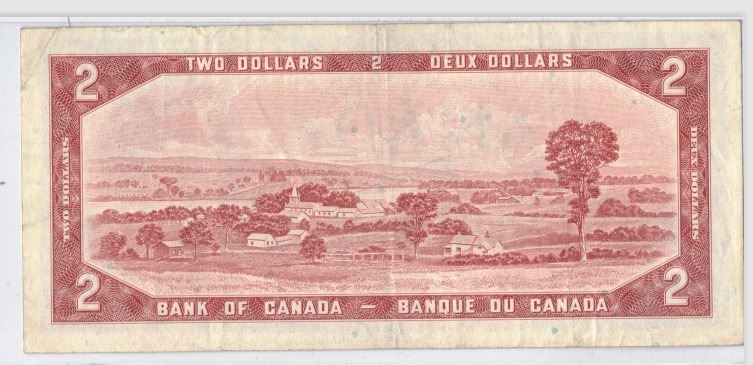 2 TWO DOLLARS 2 DEUX DOLLARS 2
TWO DOLLARS
DEUX DOLLARS
2 BANK OF CANADA — BANQUE DU CANADA 2